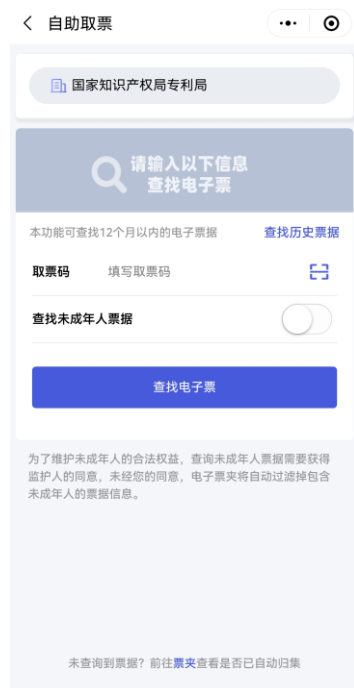 自助取票
国家知识产权局专利局
请输入以下信息
查找电子票
本功能可查找12个月以内的电子票据 查找历史票据
取票码 填写取票码
查找未成年人票据
查找电子票
为了维护未成年人的合法权益，查询未成年人票据需要获得
监护人的同意，未经您的同意，电子票夹将自动过滤掉包含
未成年人的票据信息。
未查询到票据？前往票夹查看是否已自动归集